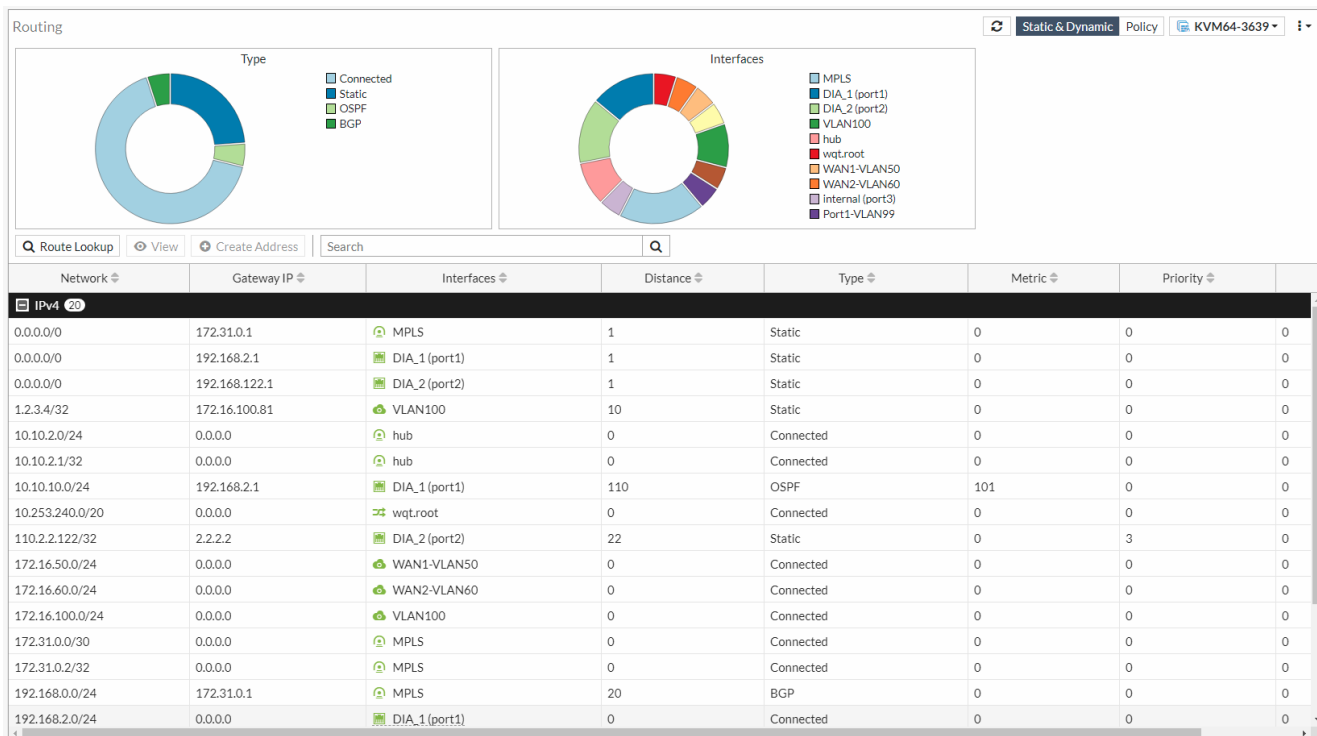 Routing
Static & Dynamic Policy KVM64-3639
Type
Connected
Static
OSPF
BGP
Interfaces
MPLS
DIA_1 (port1)
DIA_2 (port2)
VLAN100
hub
wqt.root
WAN1-VLAN50
WAN2-VLAN60
internal (port3)
Port1-VLAN99
Route Lookup View Create Address Search
Network Gateway IP Interfaces Distance Type Metric Priority
IPv4 20
0.0.0.0/0 172.31.0.1 MPLS 1 Static 0 0 0
0.0.0.0/0 192.168.2.1 DIA_1 (port1) 1 Static 0 0 0
0.0.0.0/0 192.168.122.1 DIA_2 (port2) 1 Static 0 0 0
1.2.3.4/32 172.16.100.81 VLAN100 10 Static 0 0 0
10.10.2.0/24 0.0.0.0 hub 0 Connected 0 0 0
10.10.2.1/32 0.0.0.0 hub 0 Connected 0 0 0
10.10.10.0/24 192.168.2.1 DIA_1 (port1) 110 OSPF 101 0 0
10.253.240.0/20 0.0.0.0 wqt.root 0 Connected 0 0 0
110.2.2.122/32 2.2.2.2 DIA_2 (port2) 22 Static 0 3 0
172.16.50.0/24 0.0.0.0 WAN1-VLAN50 0 Connected 0 0 0
172.16.60.0/24 0.0.0.0 WAN2-VLAN60 0 Connected 0 0 0
172.16.100.0/24 0.0.0.0 VLAN100 0 Connected 0 0 0
172.31.0.0/30 0.0.0.0 MPLS 0 Connected 0 0 0
172.31.0.2/32 0.0.0.0 MPLS 0 Connected 0 0 0
192.168.0.0/24 172.31.0.1 MPLS 20 BGP 0 0 0
192.168.2.0/24 0.0.0.0 DIA_1 (port1) 0 Connected 0 0 0